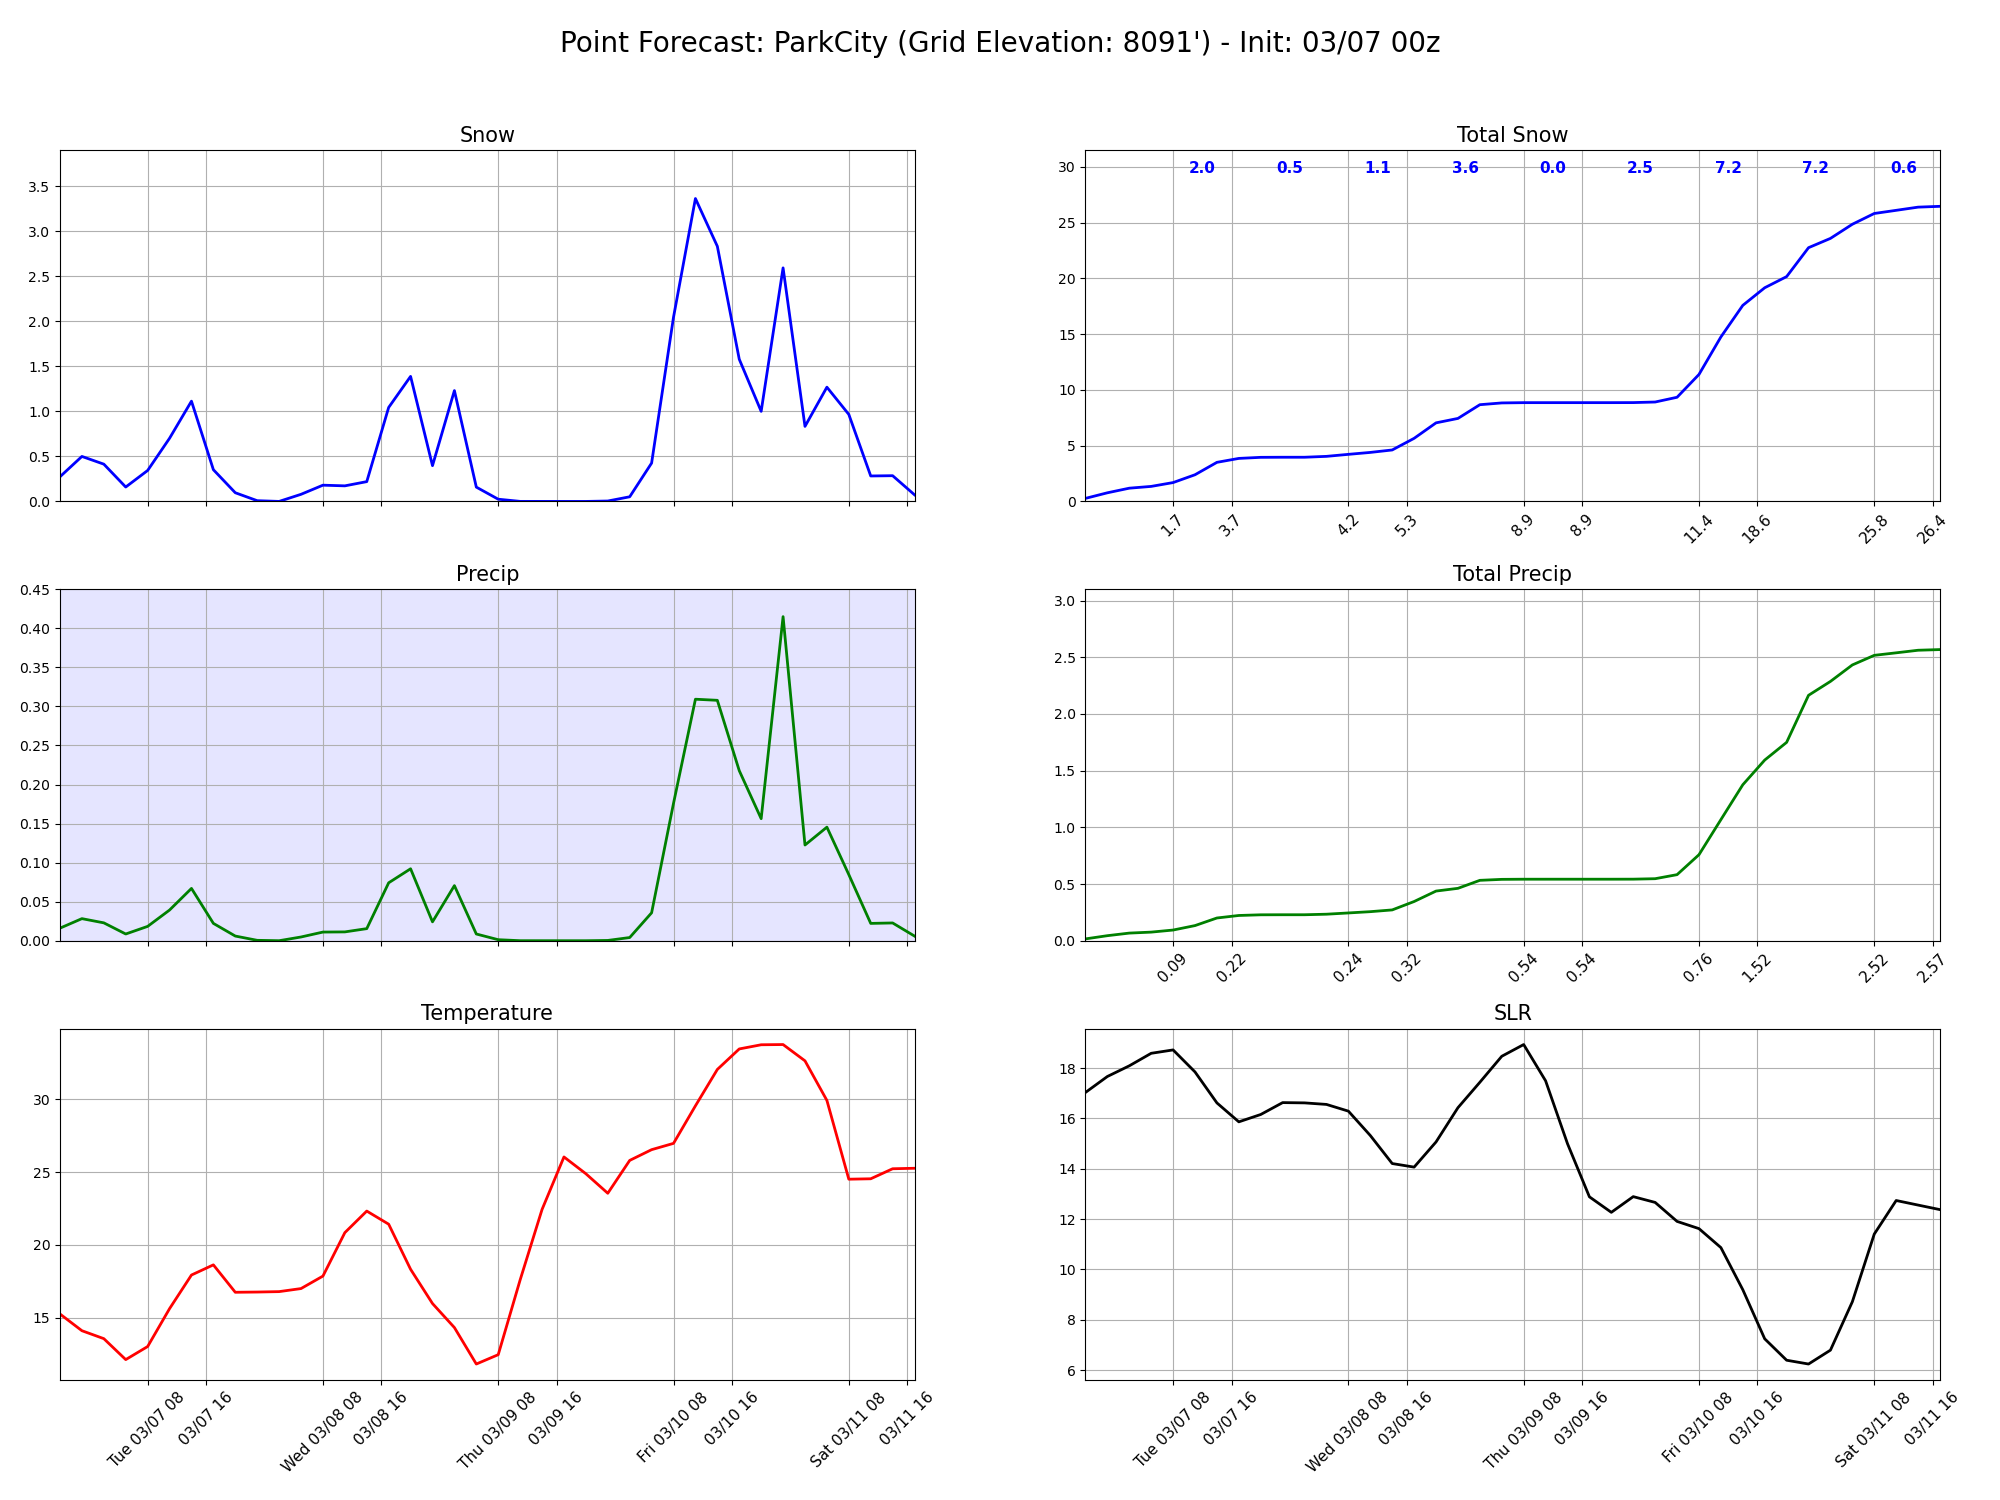 Point Forecast: ParkCity (Grid Elevation: 8091') - Init: 03/07 00z
Snow
3.5
3.0
2.5
2.0
1.5
1.0
0.5
0.0
Total Snow
2.0 0.5 1.1 3.6 0.0 2.5 7.2 7.2 0.6
30
25
20
15
10
5
0
1.7 3.7 4.2 5.3 8.9 8.9 11.4 18.6 25.8 26.4
Precip
0.45
0.40
0.35
0.30
0.25
0.20
0.15
0.10
0.05
0.00
Total Precip
3.0
2.5
2.0
1.5
1.0
0.5
0.0
0.09 0.22 0.24 0.32 0.54 0.54 0.76 1.52 2.52 2.57
Temperature
30
25
20
15
Tue 03/07 08
03/07 16
Wed 03/08 08
03/08 16
Thu 03/09 08
03/09 16
Fri 03/10 08
03/10 16
Sat 03/11 08
03/11 16
SLR
18
16
14
12
10
8
6
Tue 03/07 08
03/07 16
Wed 03/08 08
03/08 16
Thu 03/09 08
03/09 16
Fri 03/10 08
03/10 16
Sat 03/11 08
03/11 16